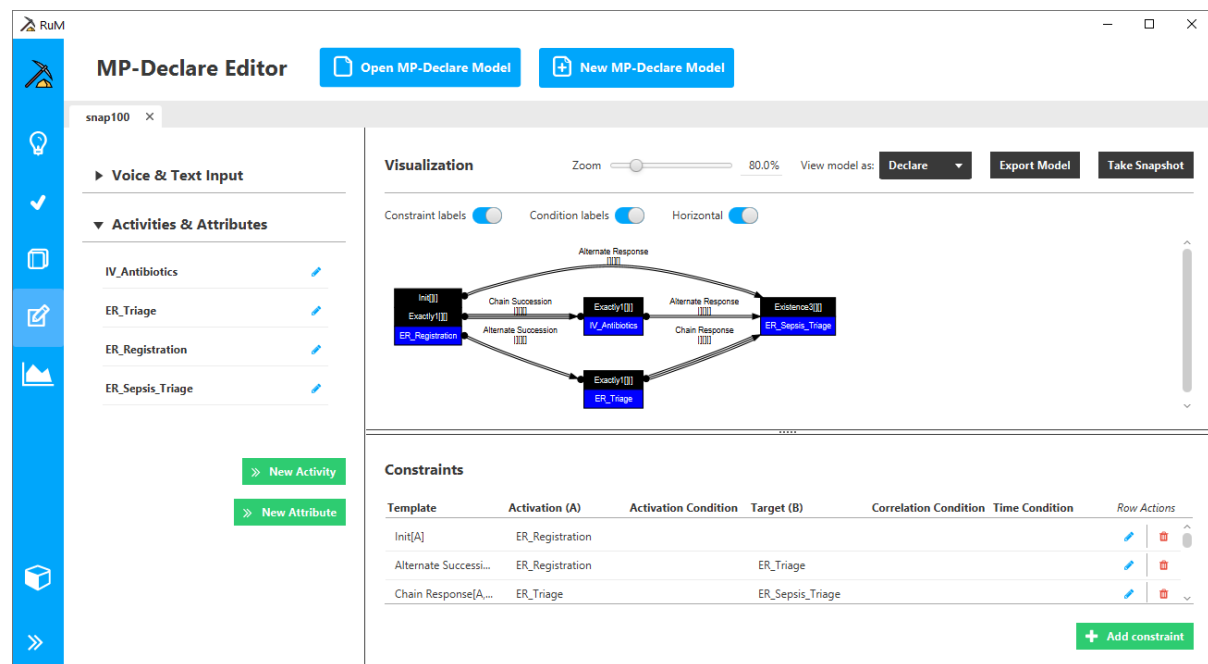 RuM
MP-Declare Editor
Open MP-Declare Model
New MP-Declare Model
snap100
Voice & Text Input
Activities & Attributes
IV_Antibiotics
ER_Triage
ER_Registration
ER_Sepsis_Triage
New Activity
New Attribute
Visualization
Zoom
80.0%
View model as:
Declare
Export Model
Take Snapshot
Constraint labels
Condition labels
Horizontal
Alternate Response
[][][]
Init[][]
Exactly1[][]
ER_Registration
Chain Succession
[][][]
Exactly1[][]
IV_Antibiotics
Alternate Response
[][][]
Existence3[][]
ER_Sepsis_Triage
Alternate Succession
[][][]
Chain Response
[][][]
Exactly1[][]
ER_Triage
Constraints
Template Activation (A) Activation Condition Target (B) Correlation Condition Time Condition Row Actions
Init[A] ER_Registration
Alternate Successi... ER_Registration ER_Triage
Chain Response[A,... ER_Triage ER_Sepsis_Triage
Add constraint